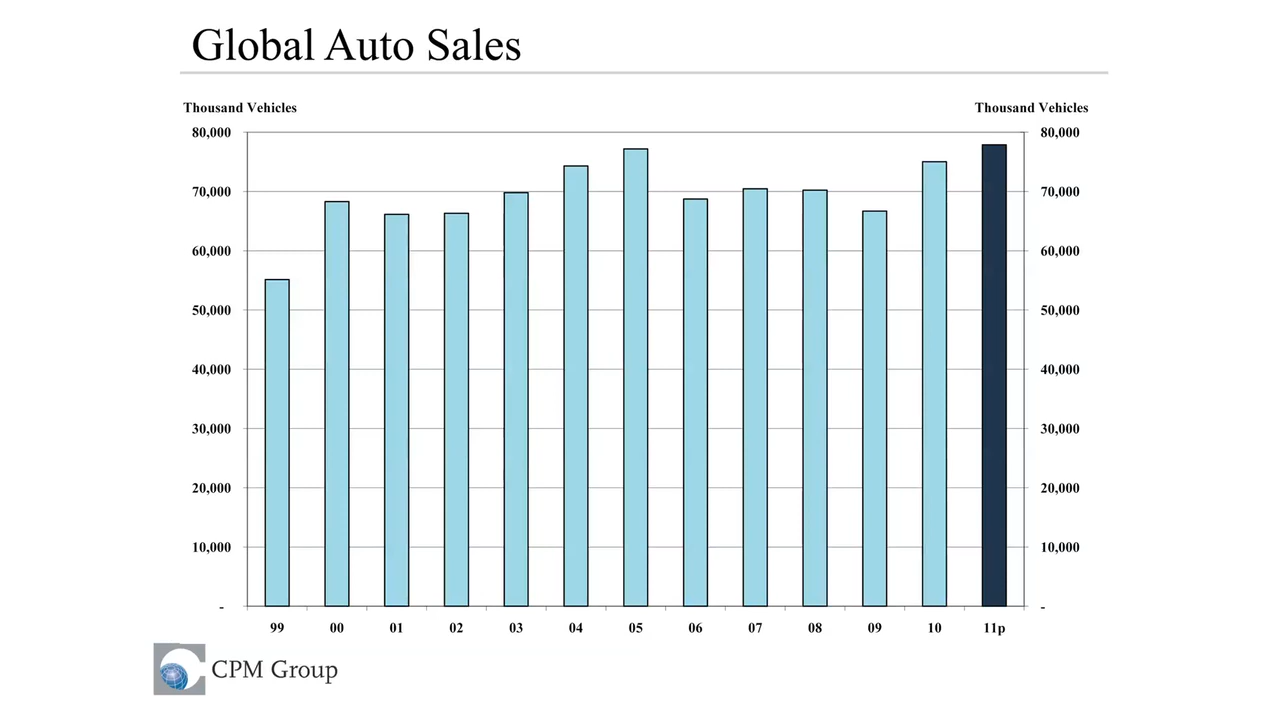 Global Auto Sales
Thousand Vehicles Thousand Vehicles
80,000 80,000
70,000 70,000
60,000 60,000
50,000 50,000
40,000 40,000
30,000 30,000
20,000 20,000
10,000 10,000
- -
99 00 01 02 03 04 05 06 07 08 09 10 11p
CPM Group